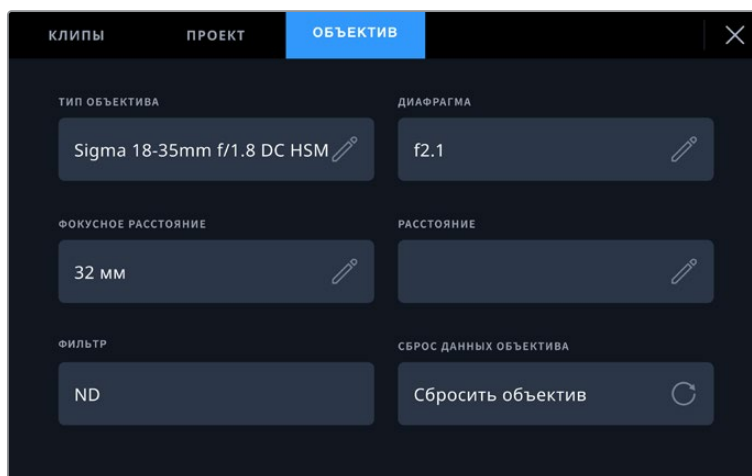 КЛИПЫ ПРОЕКТ ОБЪЕКТИВ
ТИП ОБЪЕКТИВА ДИАФРАГМА
Sigma 18-35mm f/1.8 DC HSM f2.1
ФОКУСНОЕ РАССТОЯНИЕ РАССТОЯНИЕ
32 мм
ФИЛЬТР СБРОС ДАННЫХ ОБЪЕКТИВА
ND Сбросить объектив